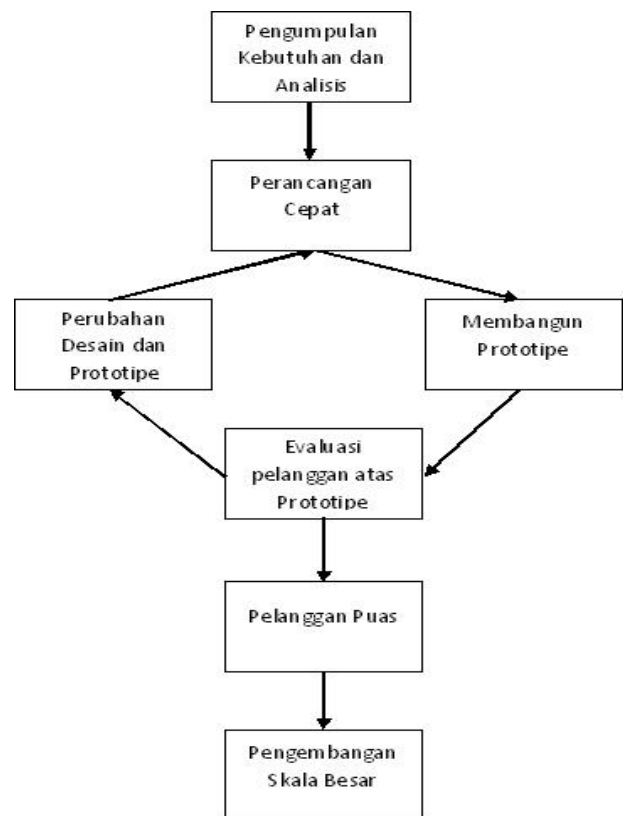 Pengumpulan
Kebutuhan dan
Analisis
Perancangan
Cepat
Perubahan
Desain dan
Prototipe
Membangun
Prototipe
Evaluasi
pelanggan atas
Prototipe
Pelanggan Puas
Pengembangan
Skala Besar